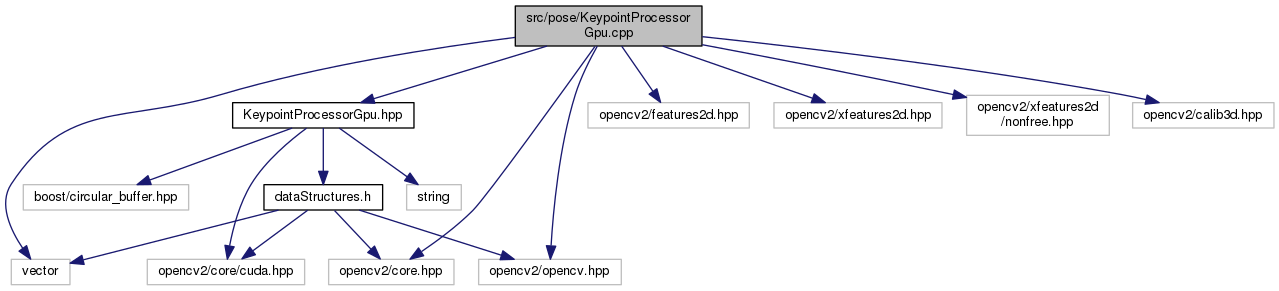 src/pose/KeypointProcessor
Gpu.cpp
KeypointProcessorGpu.hpp
opencv2/features2d.hpp
opencv2/xfeatures2d.hpp
opencv2/xfeatures2d
/nonfree.hpp
opencv2/calib3d.hpp
boost/circular_buffer.hpp
dataStructures.h
string
vector
opencv2/core/cuda.hpp
opencv2/core.hpp
opencv2/opencv.hpp